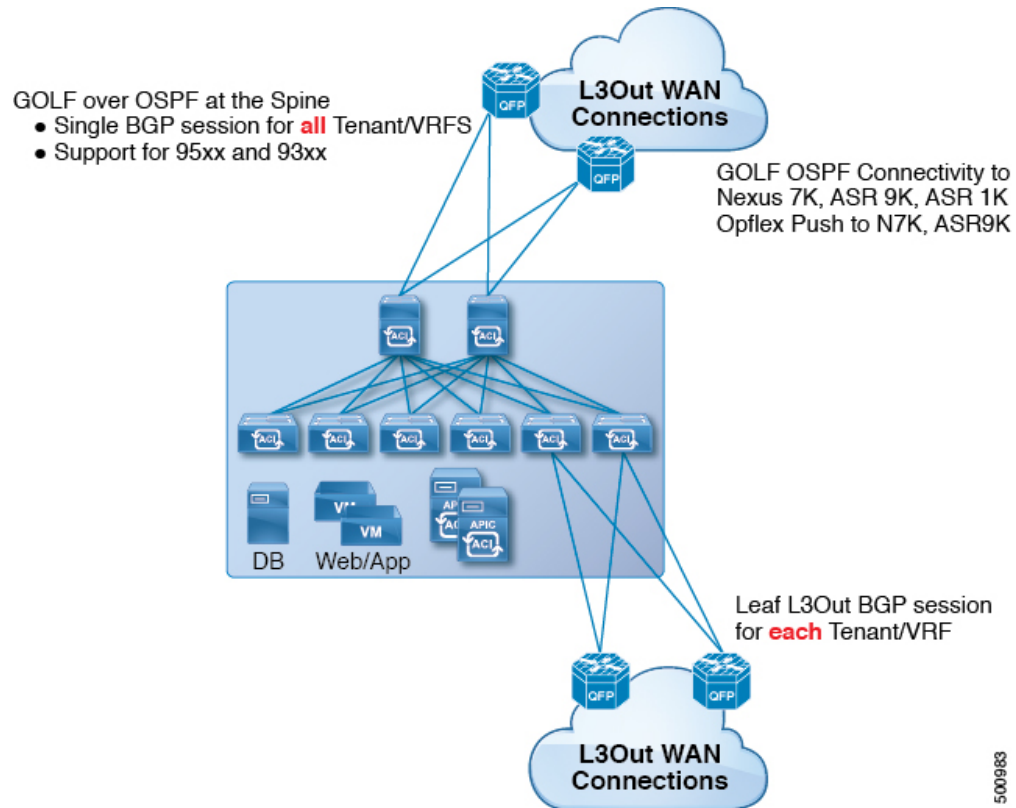 L3Out WAN
Connections
QFP
QFP
GOLF over OSPF at the Spine
● Single BGP session for all Tenant/VRFS
● Support for 95xx and 93xx
GOLF OSPF Connectivity to
Nexus 7K, ASR 9K, ASR 1K
Opflex Push to N7K, ASR9K
ACI
ACI
ACI
ACI
ACI
ACI
ACI
ACI
VM
APIC
ACI
DB
Web/App
Leaf L3Out BGP session
for each Tenant/VRF
QFP
QFP
L3Out WAN
Connections
500983